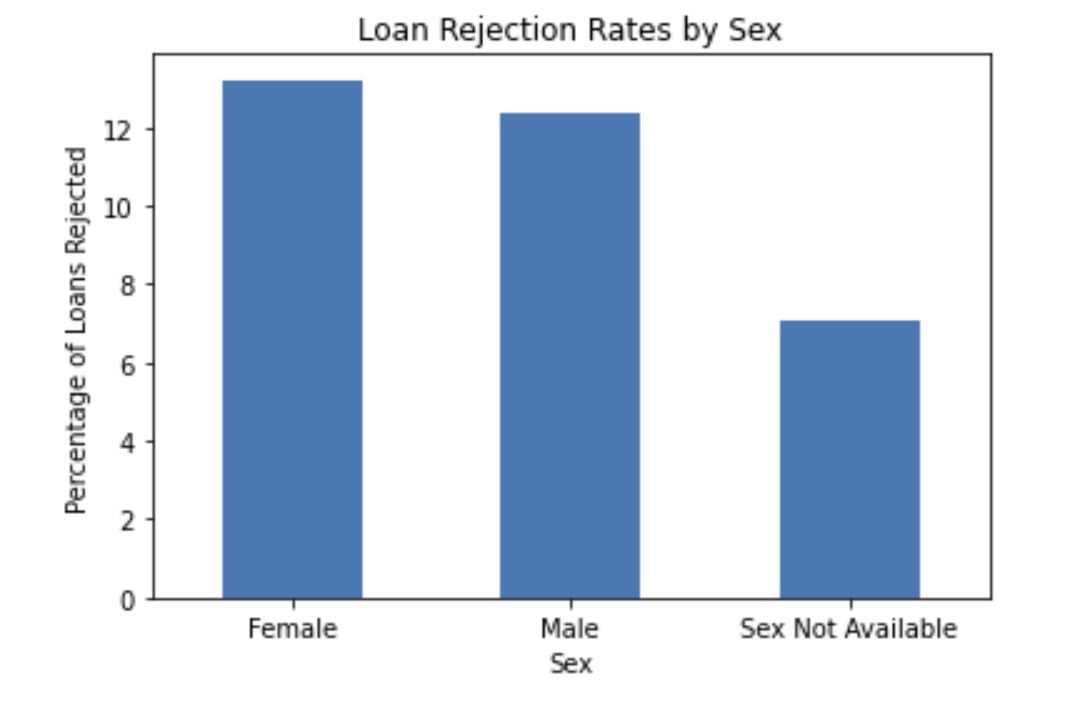 Loan Rejection Rates by Sex
Percentage of Loans Rejected
12
10
8
6
4
2
0
Female Male Sex Not Available
Sex